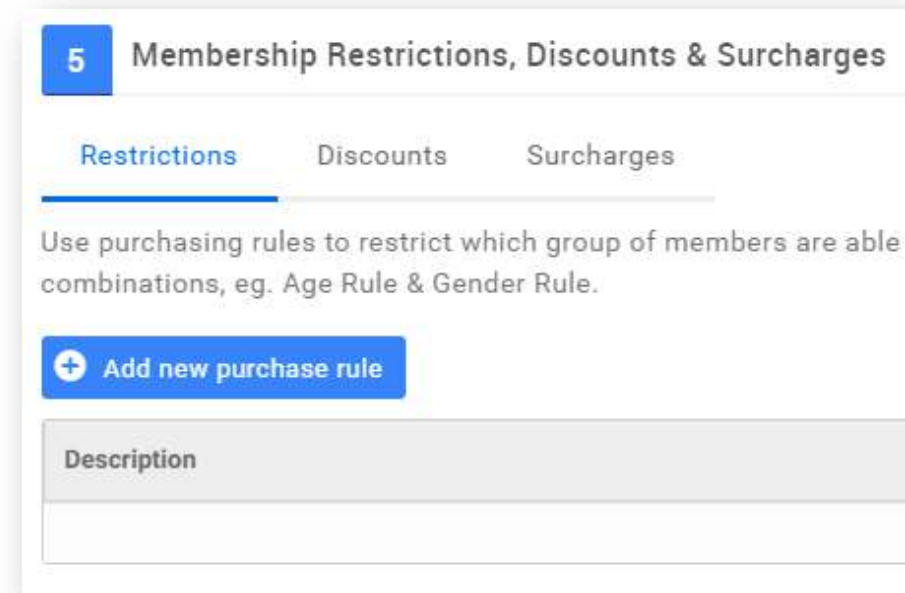 5 Membership Restrictions, Discounts & Surcharges
Restrictions Discounts Surcharges
Use purchasing rules to restrict which group of members are able
combinations, eg. Age Rule & Gender Rule.
Add new purchase rule
Description